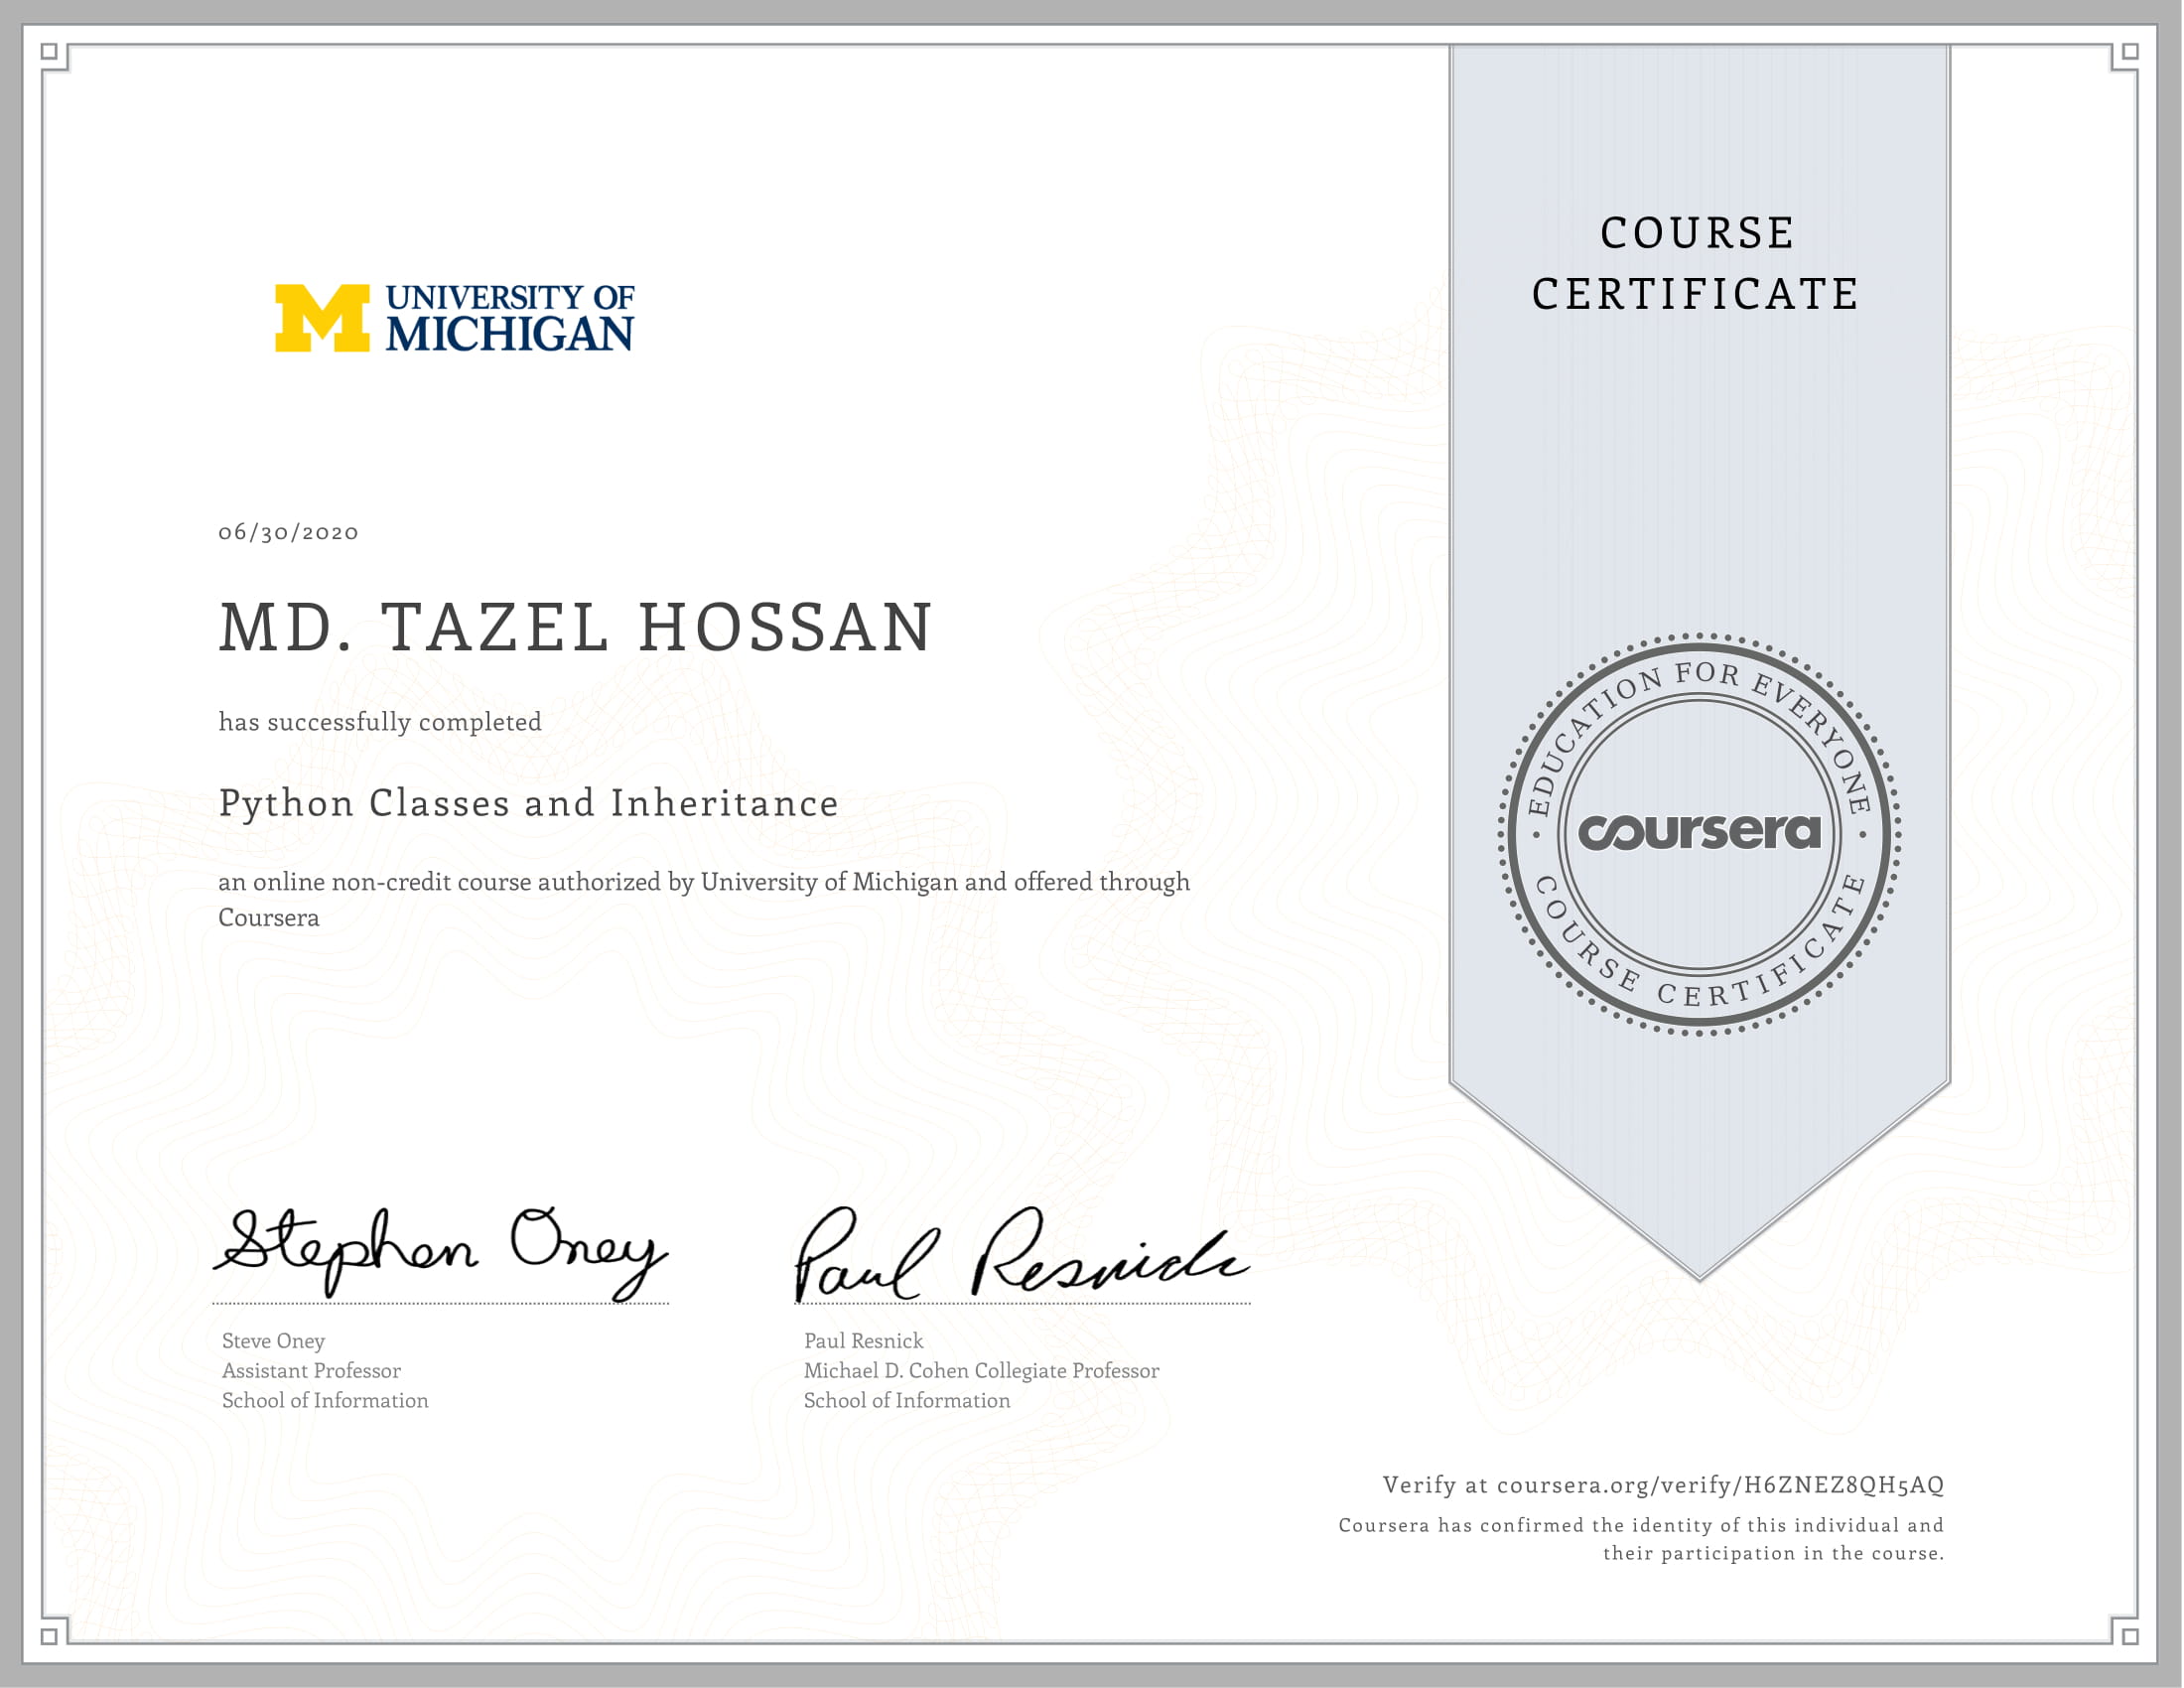 UNIVERSITY OF
MICHIGAN
COURSE
CERTIFICATE
06/30/2020
MD. TAZEL HOSSAN
has successfully completed
Python Classes and Inheritance
an online non-credit course authorized by University of Michigan and offered through
Coursera
EDUCATION FOR EVERYONE
coursera
COURSE CERTIFICATE
Stephen Oney
Paul Resnick
Steve Oney
Assistant Professor
School of Information
Paul Resnick
Michael D. Cohen Collegiate Professor
School of Information
Verify at coursera.org/verify/H6ZNEZ8QH5AQ
Coursera has confirmed the identity of this individual and
their participation in the course.